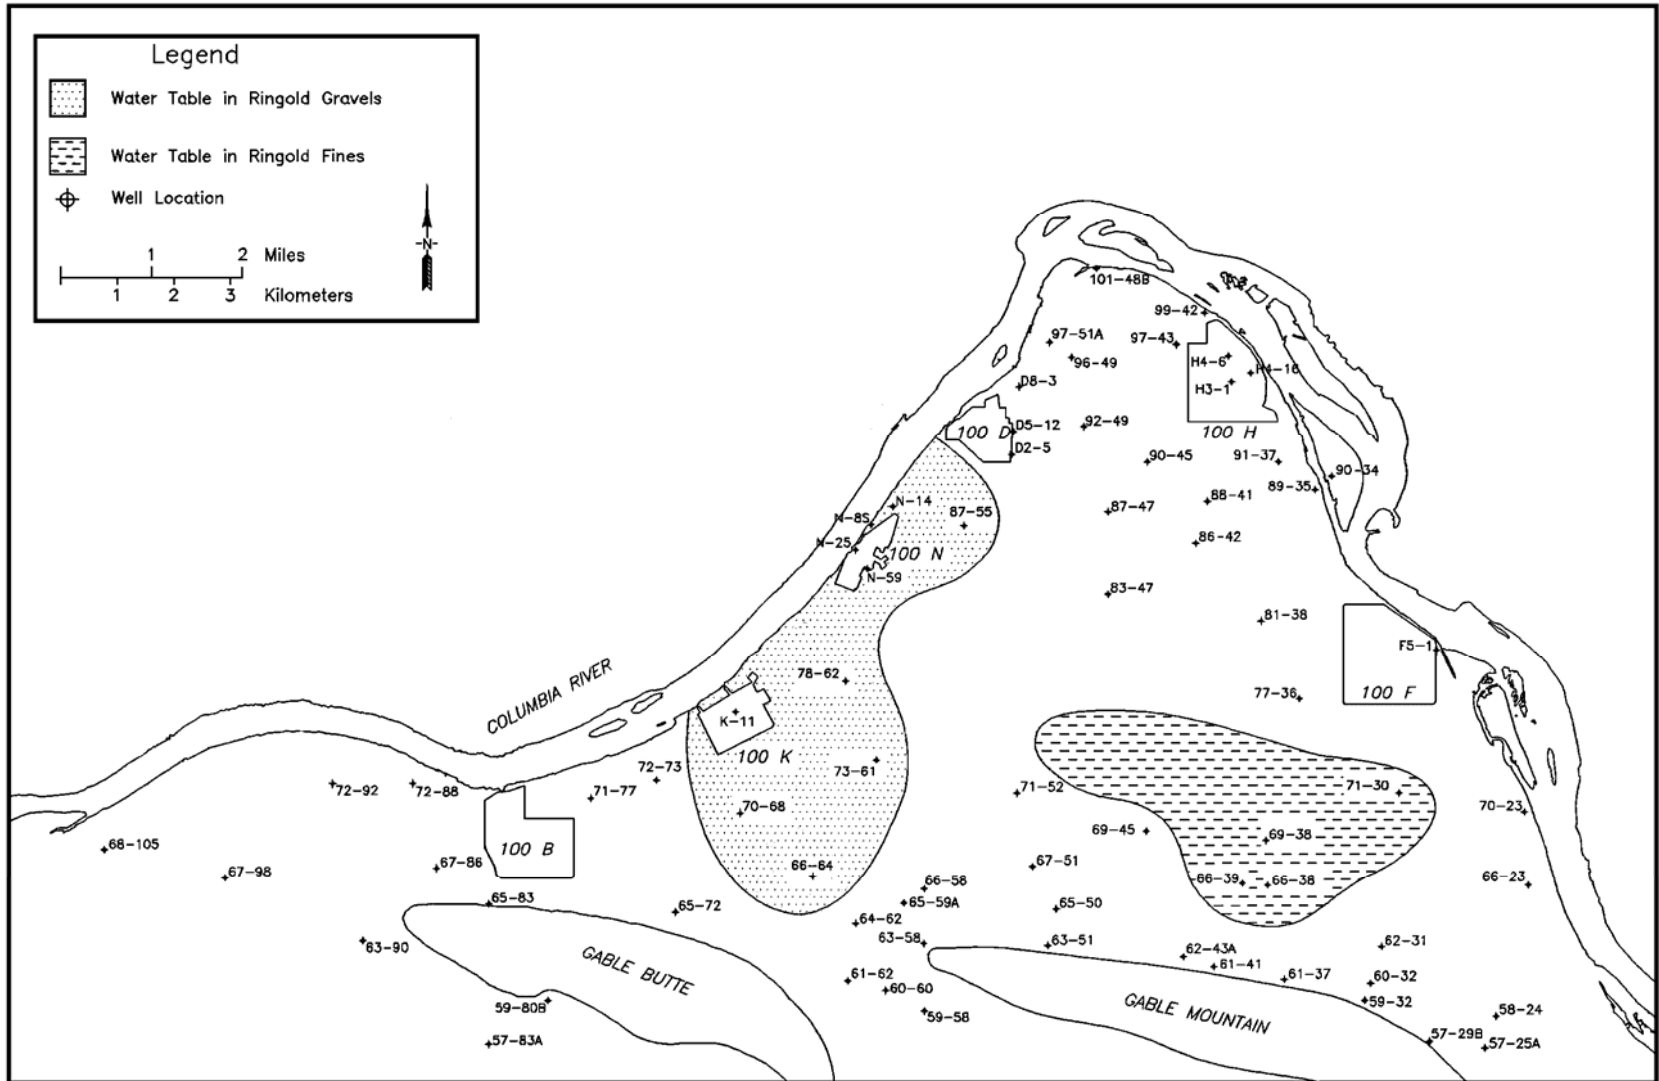 Legend
Water Table in Ringold Gravels
Water Table in Ringold Fines
Well Location
1 2 Miles
1 2 3 Kilometers
-N-
101-48B
99-42
97-51A
97-43
96-49
H4-6
H4-16
D8-3
H3-1
100 D
D5-12
92-49
100 H
D2-5
90-45
91-37
90-34
89-35
88-41
N-14
87-55
87-47
N-8S
N-25
100 N
86-42
N-59
83-47
81-38
F5-1
COLUMBIA RIVER
78-62
77-36
100 F
K-11
100 K
72-73
73-61
72-92
72-88
71-77
71-52
71-30
70-68
70-23
69-45
69-38
68-105
100 B
67-98
67-86
66-64
67-51
66-58
66-39
66-38
66-23
65-83
65-72
65-59A
65-50
64-62
63-90
63-58
63-51
62-43A
62-31
GABLE BUTTE
61-62
61-41
61-37
60-32
60-60
59-80B
59-58
GABLE MOUNTAIN
59-32
58-24
57-83A
57-29B
57-25A